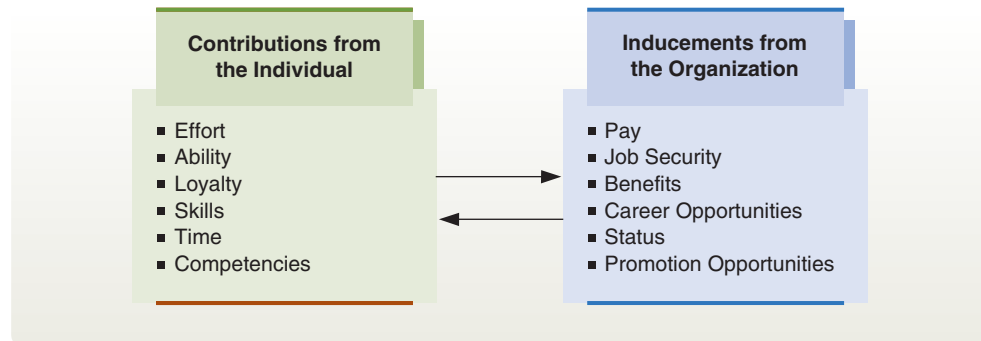 Contributions from
the Individual
▪ Effort
▪ Ability
▪ Loyalty
▪ Skills
▪ Time
▪ Competencies
Inducements from
the Organization
▪ Pay
▪ Job Security
▪ Benefits
▪ Career Opportunities
▪ Status
▪ Promotion Opportunities